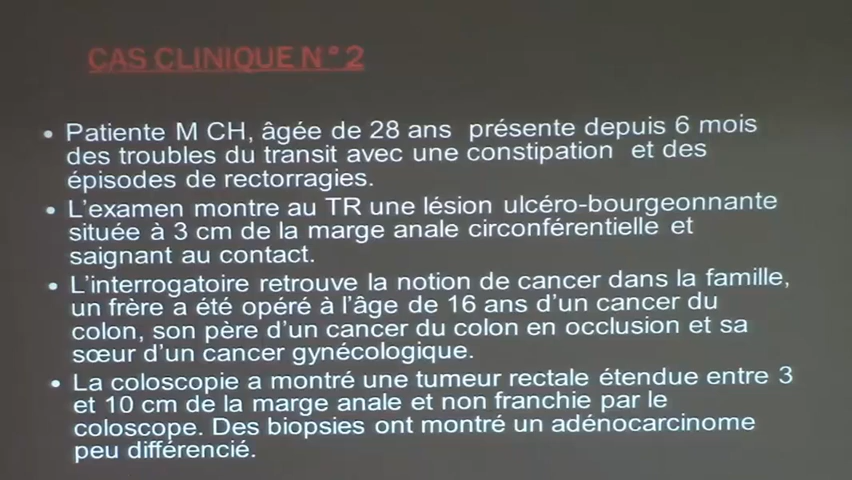 CAS CLINIQUE N°2
• Patiente M CH, âgée de 28 ans présente depuis 6 mois
des troubles du transit avec une constipation et des
épisodes de rectorragies.
• L'examen montre au TR une lésion ulcéro-bourgeonnante
située à 3 cm de la marge anale circonférentielle et
saignant au contact.
• L'interrogatoire retrouve la notion de cancer dans la famille,
un frère a été opéré à l'âge de 16 ans d'un cancer du
colon, son père d'un cancer du colon en occlusion et sa
sœur d'un cancer gynécologique.
• La coloscopie a montré une tumeur rectale étendue entre 3
et 10 cm de la marge anale et non franchie par le
coloscope. Des biopsies ont montré un adénocarcinome
peu différencié.